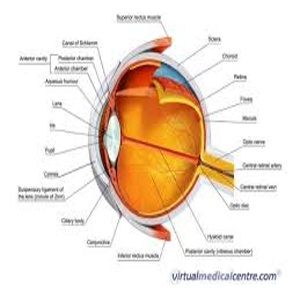 Superior rectus muscle
Canal of Schlemm
Anterior cavity
Posterior chamber
Anterior chamber
Aqueous humour
Lens
Iris
Pupil
Cornea
Suspensory ligament of
the lens (zonule of Zinn)
Ciliary body
Conjunctiva
Inferior rectus muscle
Sclera
Choroid
Retina
Fovea
Macula
Optic nerve
Central retinal artery
Central retinal vein
Optic disc
Hyaloid canal
Posterior cavity (vitreous chamber)
virtualmedicalcentre.com